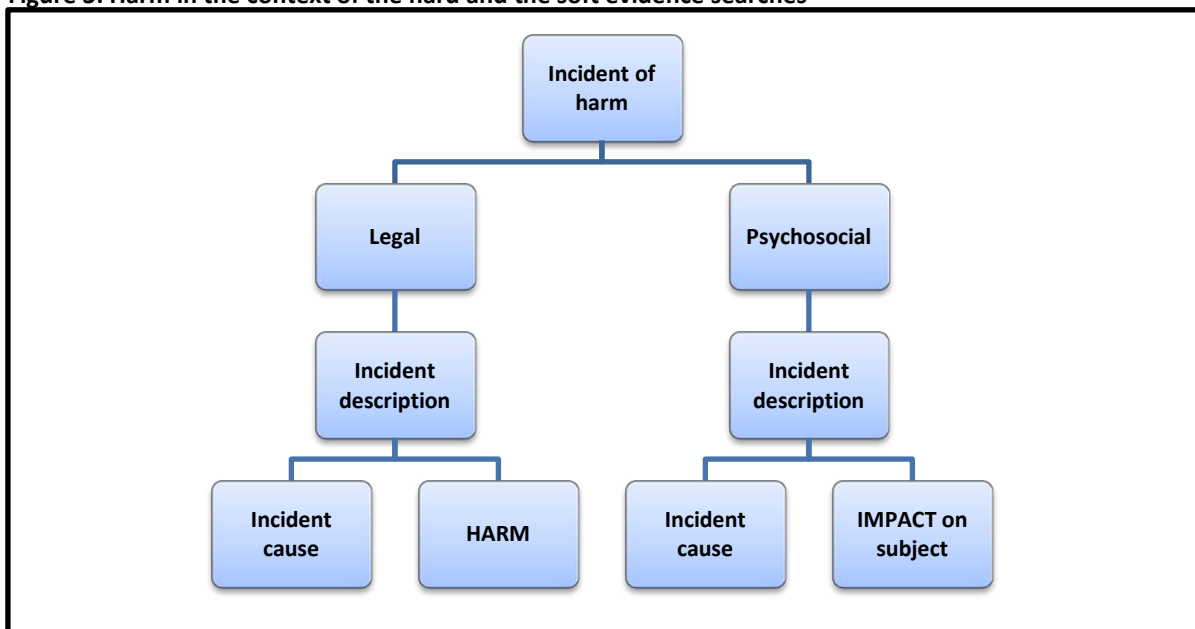 Figure 3: Harm in the context of the hard and the soft evidence searches
Incident of
harm
Legal
Psychosocial
Incident
description
Incident
description
Incident
cause
HARM
Incident
cause
IMPACT on
subject